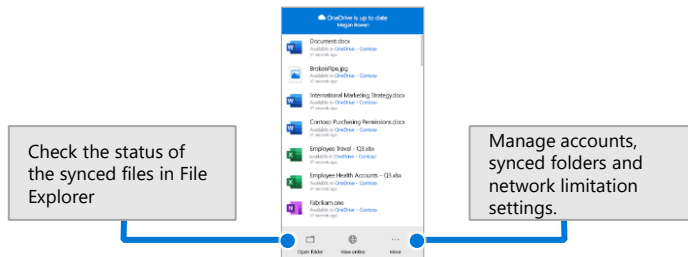 OneDrive is up to date
Megan Bowen
Document.docx
Available in OneDrive - Contoso
BrokenPipe.jpg
Available in OneDrive - Contoso
International Marketing Strategy.docx
Available in OneDrive - Contoso
Contoso Purchasing Permissions.docx
Available in OneDrive - Contoso
Employee Travel - Q3.xlsx
Available in OneDrive - Contoso
Employee Health Accounts - Q3.xlsx
Available in OneDrive - Contoso
Fabrikam.one
Available in OneDrive - Contoso
Open folder
View online
More
Check the status of
the synced files in File
Explorer
Manage accounts,
synced folders and
network limitation
settings.